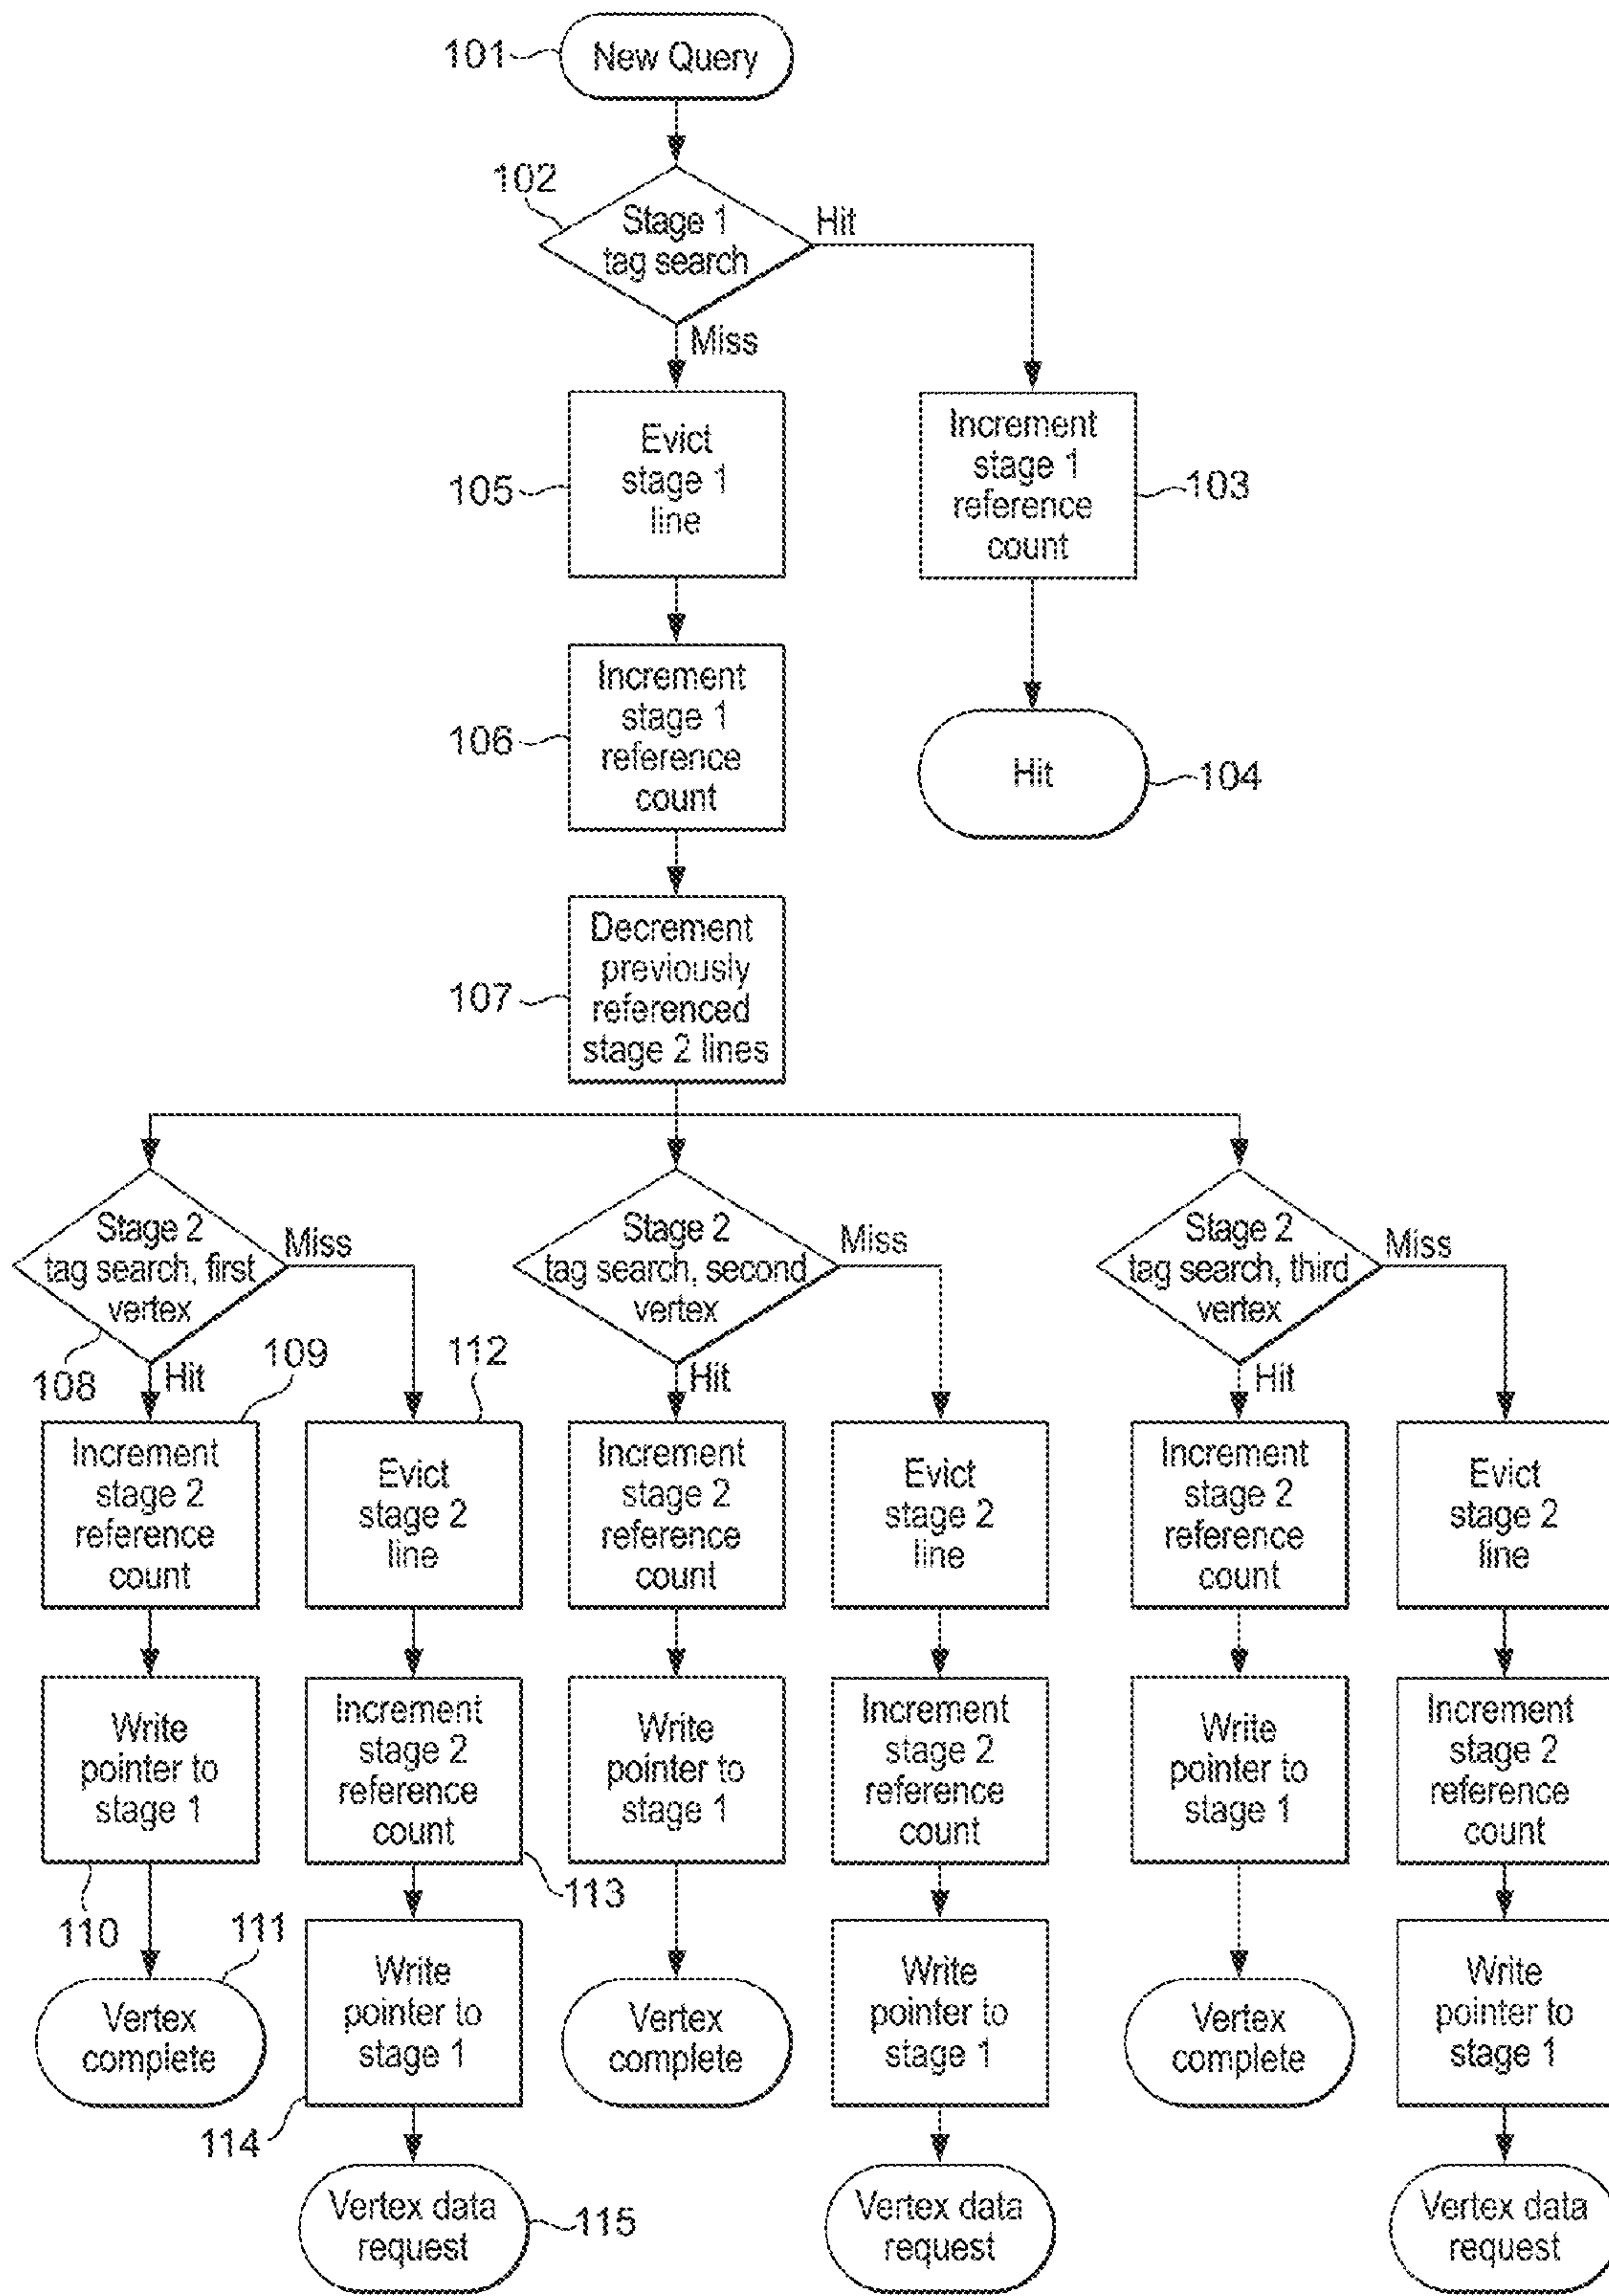 101
New Query
102
Stage 1
tag search
Hit
Miss
Evict
stage 1
line
105
Increment
stage 1
reference
count
103
Increment
stage 1
reference
count
106
Hit
104
Decrement
previously
referenced
stage 2 lines
107
Stage 2
tag search, first
vertex
Miss
108
Hit
Stage 2
tag search, second
vertex
Miss
Hit
Stage 2
tag search, third
vertex
Miss
Hit
109
Increment
stage 2
reference
count
112
Evict
stage 2
line
Increment
stage 2
reference
count
Evict
stage 2
line
Increment
stage 2
reference
count
Evict
stage 2
line
Write
pointer to
stage 1
110
Increment
stage 2
reference
count
113
Write
pointer to
stage 1
Increment
stage 2
reference
count
Write
pointer to
stage 1
Increment
stage 2
reference
count
111
Vertex
complete
Write
pointer to
stage 1
114
Vertex
complete
Write
pointer to
stage 1
Vertex
complete
Write
pointer to
stage 1
Vertex data
request
115
Vertex data
request
Vertex data
request